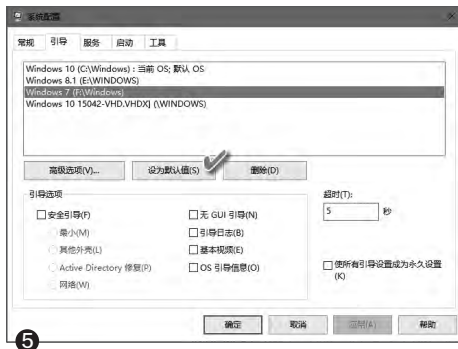 系统配置
常规 引导 服务 启动 工具
Windows 10 (C:\Windows) : 当前 OS; 默认 OS
Windows 8.1 (E:\WINDOWS)
Windows 7 (F:\Windows)
Windows 10 15042-VHD.VHDX] (\WINDOWS)
高级选项(V)... 设为默认值(S) 删除(D)
引导选项 超时(T):
安全引导(F) 无 GUI 引导(N) 5 秒
最小(M) 引导日志(B)
其他外壳(L) 基本视频(E)
Active Directory 修复(P) OS 引导信息(O) 使所有引导设置成为永久设置
网络(W) (K)
确定 取消 应用(A) 帮助
5